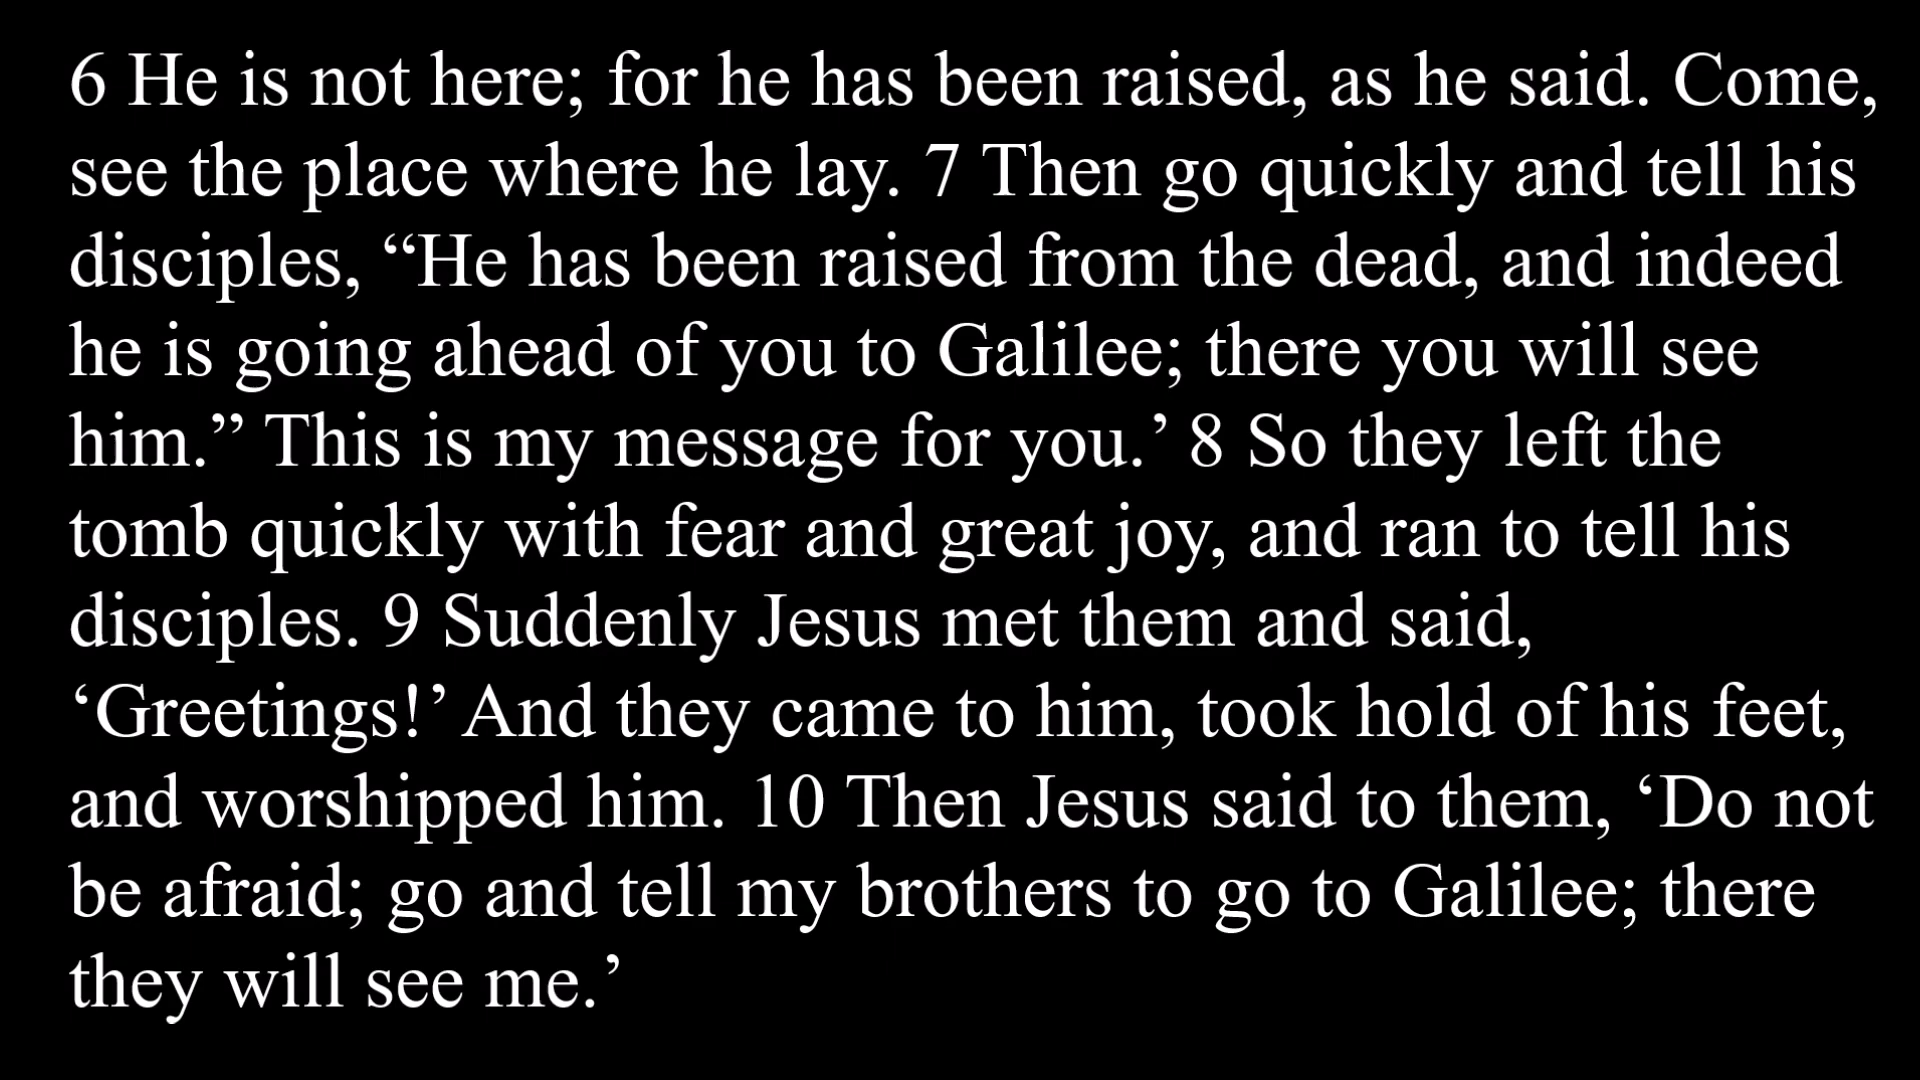 6 He is not here; for he has been raised, as he said. Come,
see the place where he lay. 7 Then go quickly and tell his
disciples, “He has been raised from the dead, and indeed
he is going ahead of you to Galilee; there you will see
him.” This is my message for you.’ 8 So they left the
tomb quickly with fear and great joy, and ran to tell his
disciples. 9 Suddenly Jesus met them and said,
‘Greetings!’ And they came to him, took hold of his feet,
and worshipped him. 10 Then Jesus said to them, ‘Do not
be afraid; go and tell my brothers to go to Galilee; there
they will see me.’